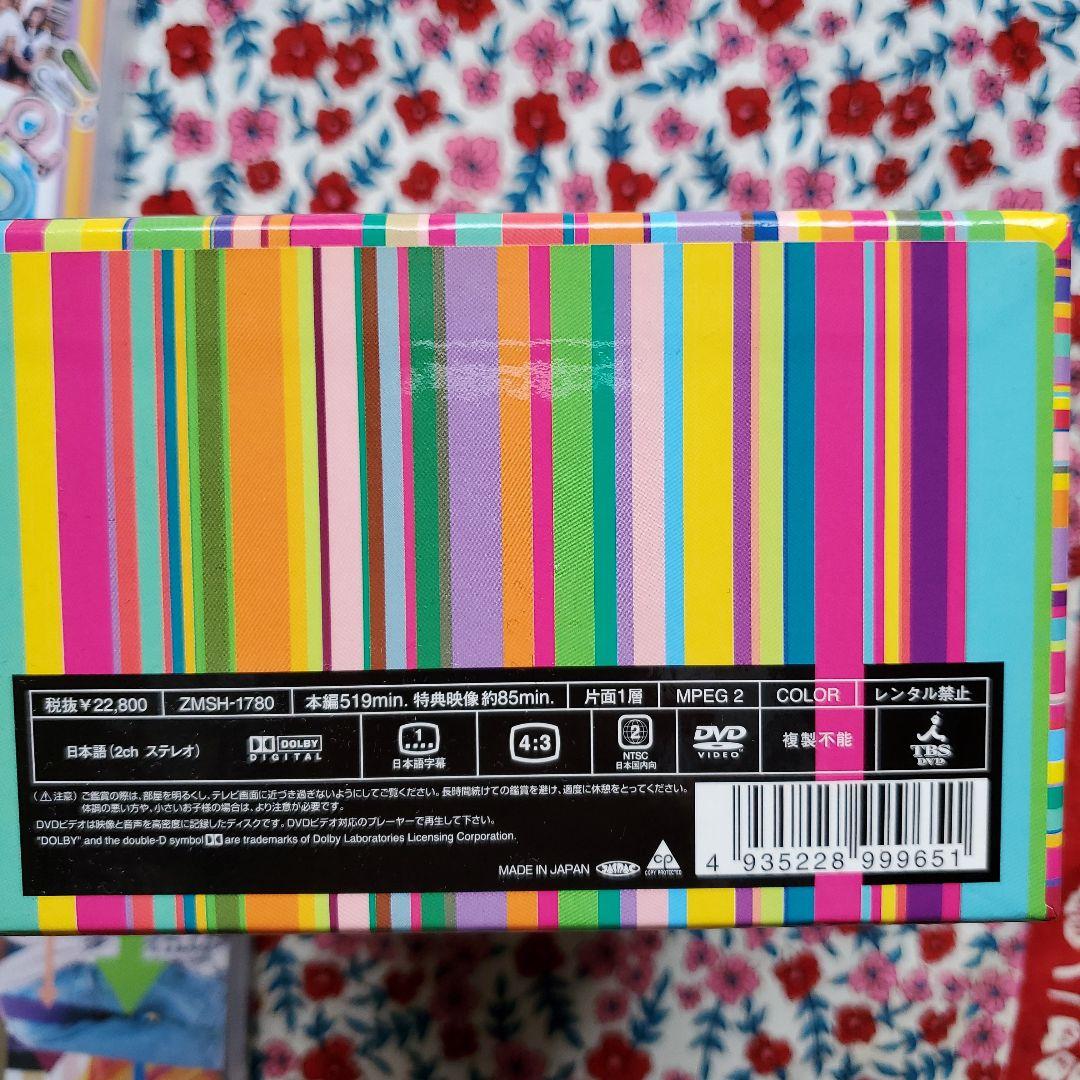 税抜¥22,800 ZMSH-1780 本編519min. 特典映像 約85min. 片面1層 MPEG 2 COLOR レンタル禁止
日本語(2ch ステレオ) DOLBY DIGITAL 1 日本語字幕 4:3 2 NTSC 日本国内向 DVD VIDEO 複製不能 TBS DVD
(⚠注意) ご鑑賞の際は、部屋を明るくし、テレビ画面に近づき過ぎないようにしてご覧ください。長時間続けての鑑賞を避け、適度に休憩をとってください。
体調の悪い方や、小さいお子様の場合は、より注意が必要です。
DVDビデオは映像と音声を高密度に記録したディスクです。DVDビデオ対応のプレーヤーで再生して下さい。
"DOLBY" and the double-D symbol are trademarks of Dolby Laboratories Licensing Corporation.
MADE IN JAPAN CP COPY PROTECTED
4 935228 999651